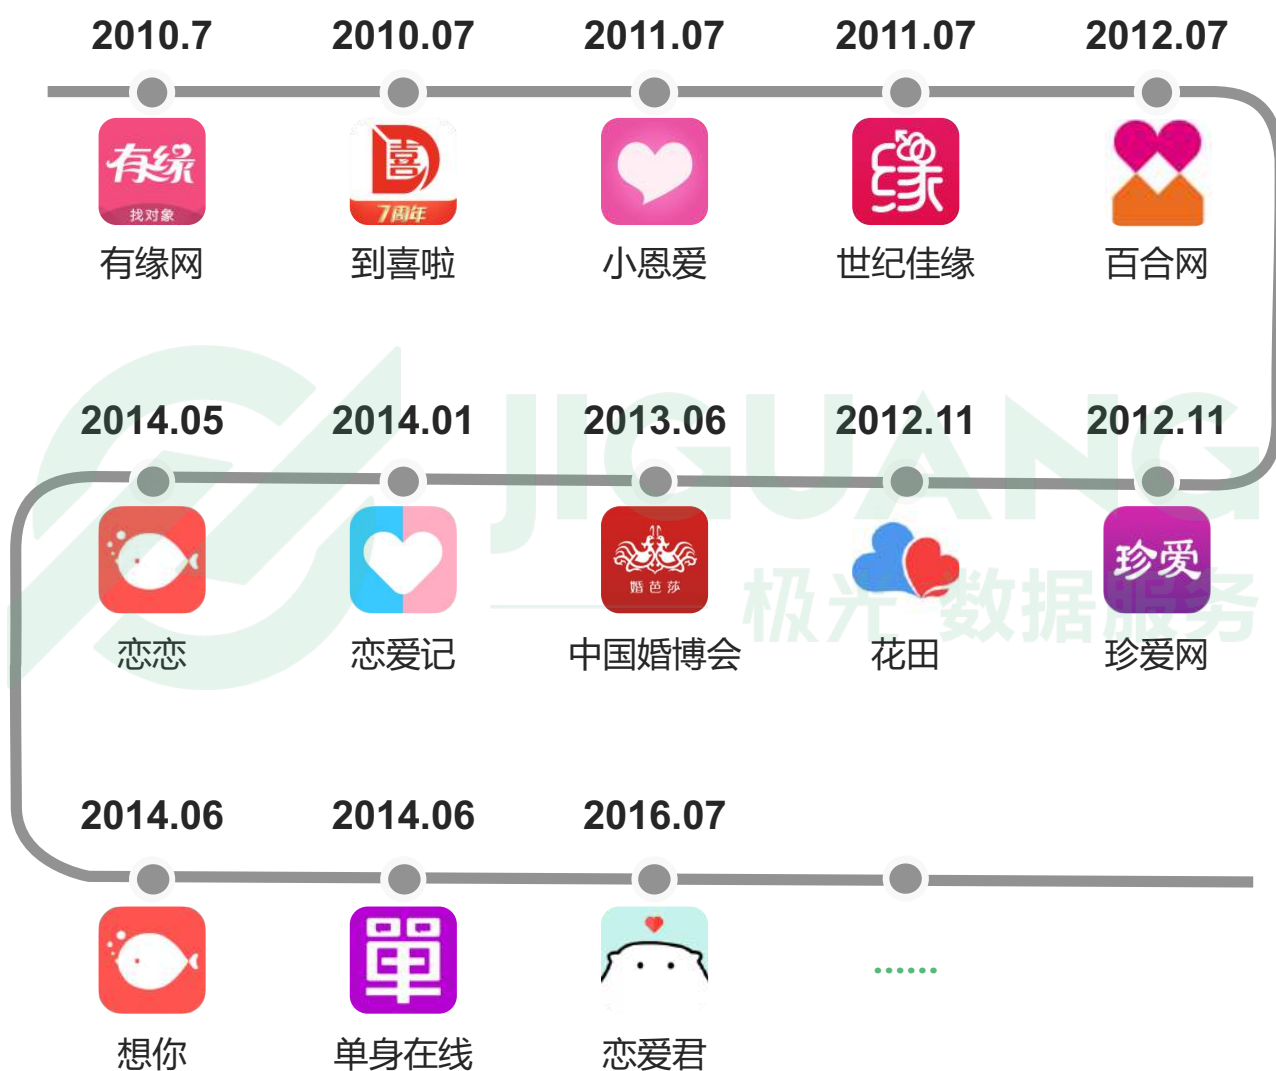 2010.7 2010.07 2011.07 2011.07 2012.07
有缘
找对象
喜
7周年
缘
有缘网 到喜啦 小恩爱 世纪佳缘 百合网
JIGUANG
极光 数据服务
2014.05 2014.01 2013.06 2012.11 2012.11
婚芭莎
珍爱
恋恋 恋爱记 中国婚博会 花田 珍爱网
2014.06 2014.06 2016.07
單
......
想你 单身在线 恋爱君